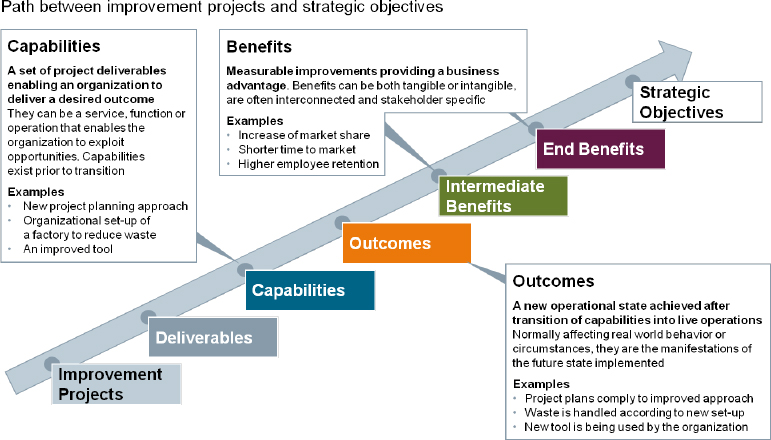 Path between improvement projects and strategic objectives
Capabilities
A set of project deliverables
enabling an organization to
deliver a desired outcome
They can be a service, function or
operation that enables the
organization to exploit
opportunities. Capabilities
exist prior to transition
Examples
• New project planning approach
• Organizational set-up of
a factory to reduce waste
• An improved tool
Benefits
Measurable improvements providing a business
advantage. Benefits can be both tangible or intangible,
are often interconnected and stakeholder specific
Examples
• Increase of market share
• Shorter time to market
• Higher employee retention
Strategic
Objectives
End Benefits
Intermediate
Benefits
Outcomes
Capabilities
Deliverables
Improvement
Projects
Outcomes
A new operational state achieved after
transition of capabilities into live operations
Normally affecting real world behavior or
circumstances, they are the manifestations of
the future state implemented
Examples
• Project plans comply to improved approach
• Waste is handled according to new set-up
• New tool is being used by the organization